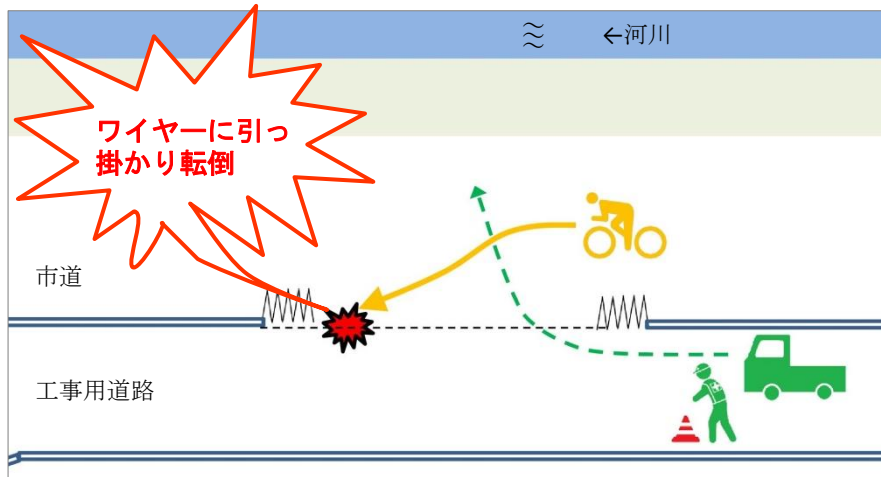 ←河川
ワイヤーに引っ
掛かり転倒
市道
工事用道路